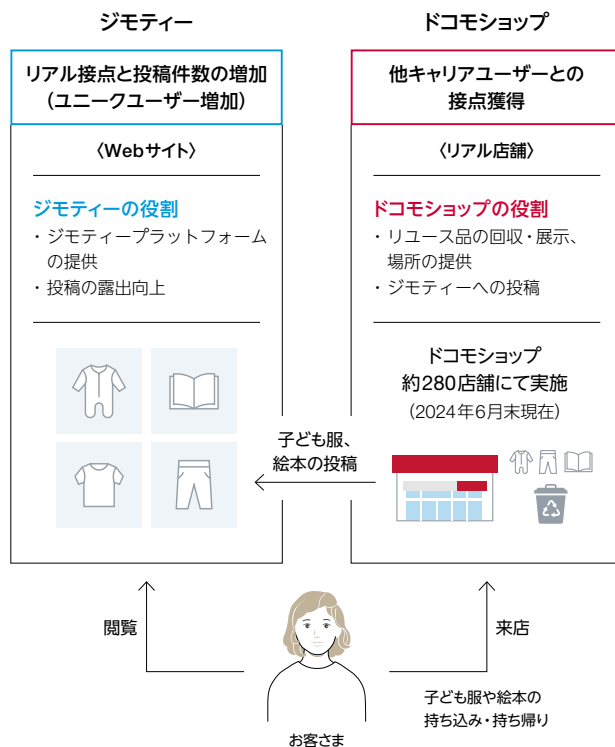 ジモティー
リアル接点と投稿件数の増加
（ユニークユーザー増加）
〈Webサイト〉
ジモティーの役割
・ジモティープラットフォーム
の提供
・投稿の露出向上
ドコモショップ
他キャリアユーザーとの
接点獲得
〈リアル店舗〉
ドコモショップの役割
・リユース品の回収・展示、
場所の提供
・ジモティーへの投稿
ドコモショップ
約280店舗にて実施
（2024年6月末現在）
子ども服、
絵本の投稿
閲覧
来店
子ども服や絵本の
持ち込み・持ち帰り
お客さま